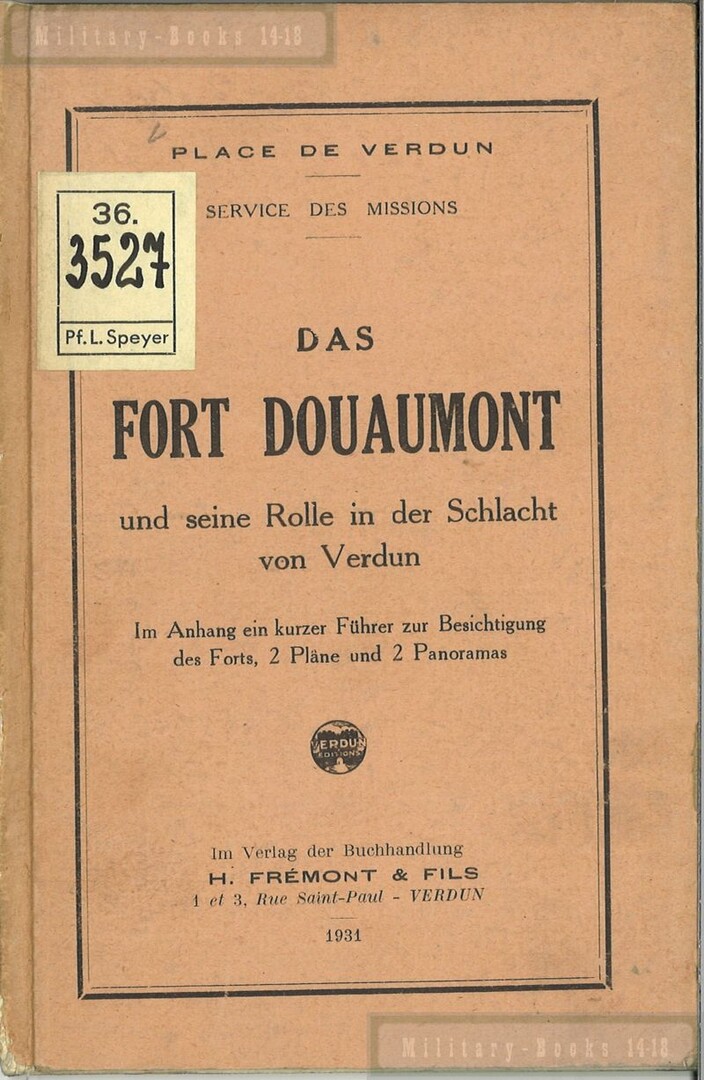 Military-Books 14-18
PLACE DE VERDUN
SERVICE DES MISSIONS
36.
3527
Pf. L. Speyer
DAS
FORT DOUAUMONT
und seine Rolle in der Schlacht
von Verdun
Im Anhang ein kurzer Führer zur Besichtigung
des Forts, 2 Pläne und 2 Panoramas
VERDUN
EDITIONS
Im Verlag der Buchhandlung
H. FRÉMONT & FILS
1 et 3, Rue Saint-Paul - VERDUN
1931
Military-Books 14-18